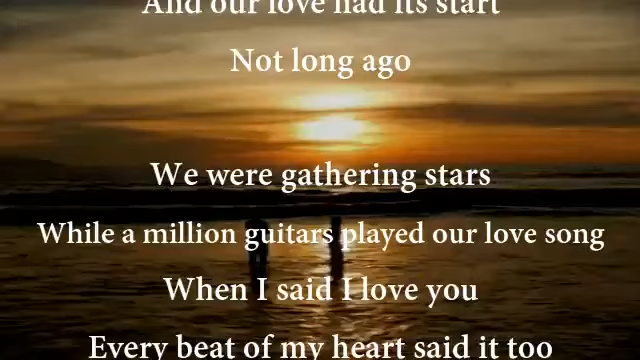 And our love had its start
Not long ago
We were gathering stars
While a million guitars played our love song
When I said I love you
Every beat of my heart said it too